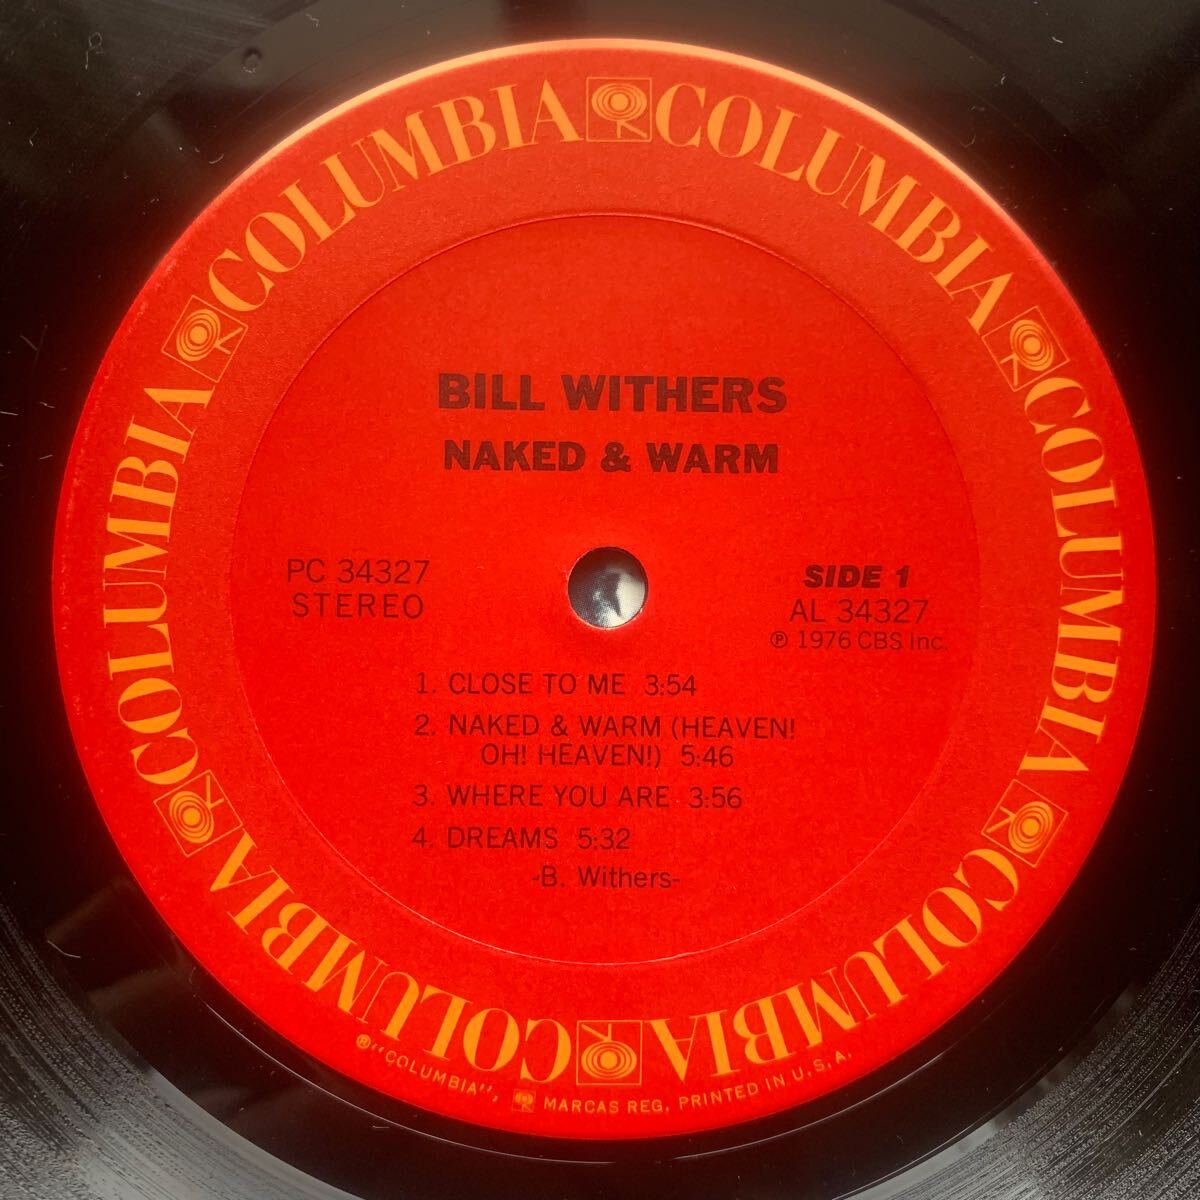 COLUMBIA COLUMBIA COLUMBIA COLUMBIA COLUMBIA COLUMBIA
BILL WITHERS
NAKED & WARM
PC 34327
STEREO
SIDE 1
AL 34327
℗ 1976 CBS Inc.
1. CLOSE TO ME 3:54
2. NAKED & WARM (HEAVEN!
OH! HEAVEN!) 5:46
3. WHERE YOU ARE 3:56
4. DREAMS 5:32
-B. Withers-
®"COLUMBIA", MARCAS REG. PRINTED IN U.S.A.